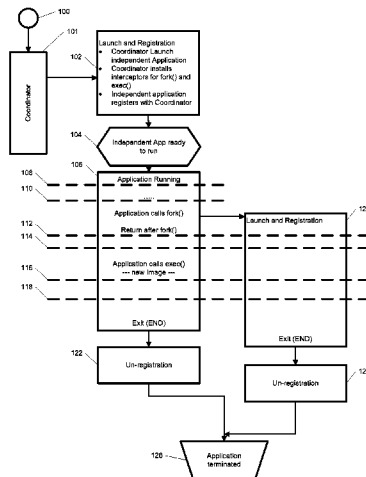 100
101
Coordinator
Launch and Registration
102
• Coordinator Launch
independent Application
• Coordinator installs
interceptors for fork() and
exec()
• Independent application
registers with Coordinator
104
Independent App ready
to run
106
Application Running
108
110
.....
Application calls fork()
12
Launch and Registration
112
Return after fork()
114
Application calls exec()
--- new Image ---
116
118
Exit (END)
Exit (END)
122
Un-registration
12
Un-registration
126
Application
terminated